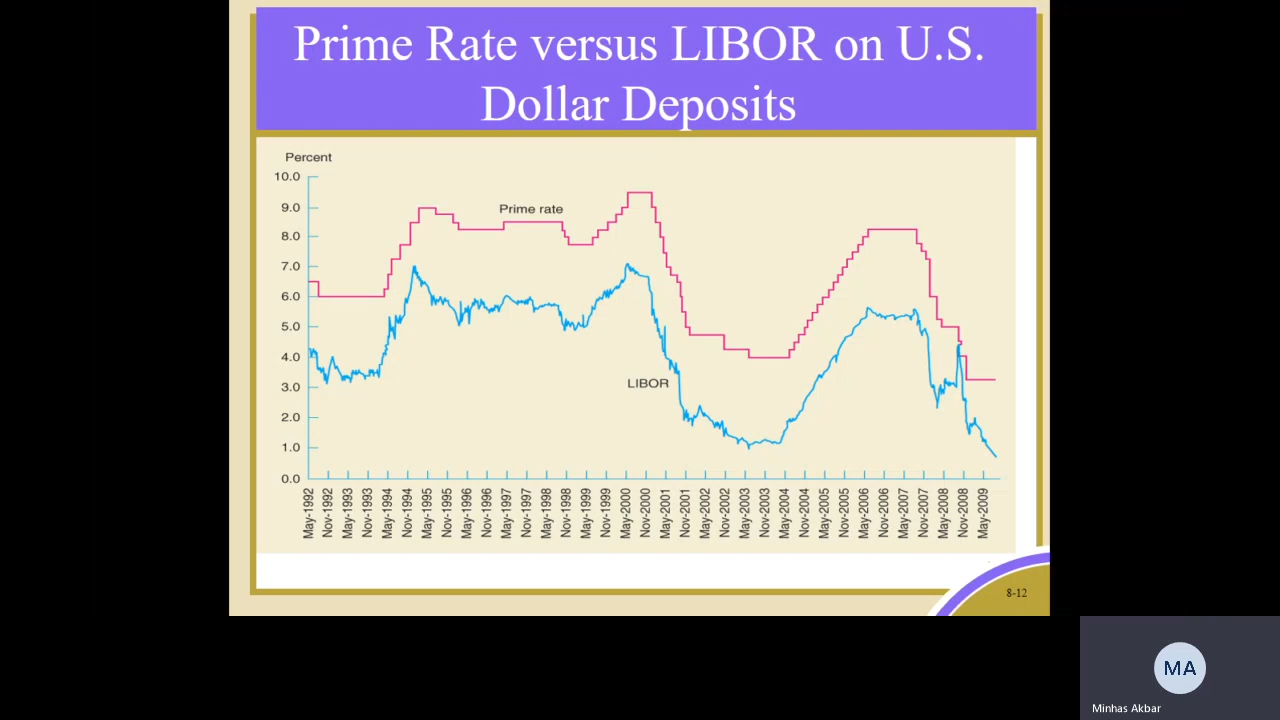 Prime Rate versus LIBOR on U.S.
Dollar Deposits
Percent
10.0
9.0
8.0
7.0
6.0
5.0
4.0
3.0
2.0
1.0
0.0
Prime rate
LIBOR
May-1992
Nov-1992
May-1993
Nov-1993
May-1994
Nov-1994
May-1995
Nov-1995
May-1996
Nov-1996
May-1997
Nov-1997
May-1998
Nov-1998
May-1999
Nov-1999
May-2000
Nov-2000
May-2001
Nov-2001
May-2002
Nov-2002
May-2003
Nov-2003
May-2004
Nov-2004
May-2005
Nov-2005
May-2006
Nov-2006
May-2007
Nov-2007
May-2008
Nov-2008
May-2009
8-12
MA
Minhas Akbar